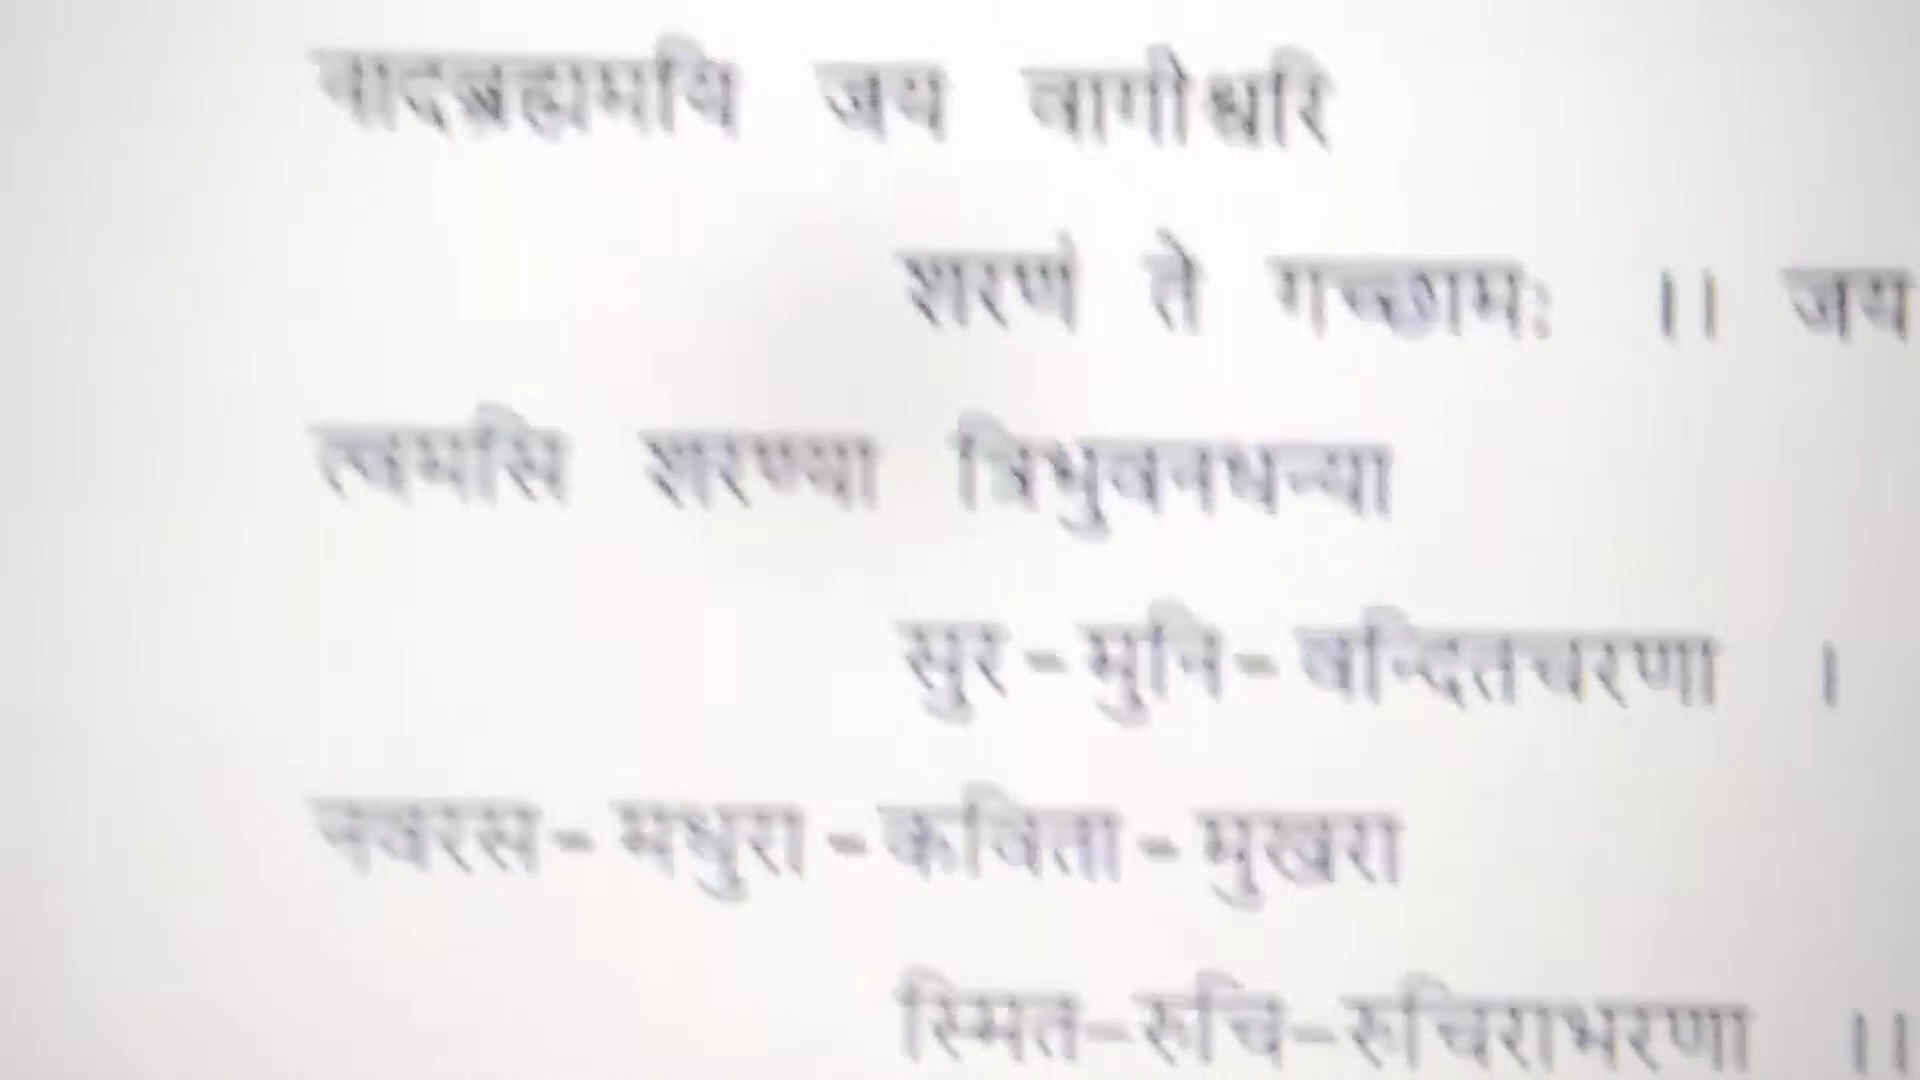 नादब्रह्ममयि जय वागीश्वरि
शरणं ते गच्छामः ।। जय
त्वमसि शरण्या त्रिभुवनधन्या
सुर-मुनि-वन्दितचरणा ।
नवरस-मधुरा-कविता-मुखरा
स्मित-रुचि-रुचिराभरणा ।।